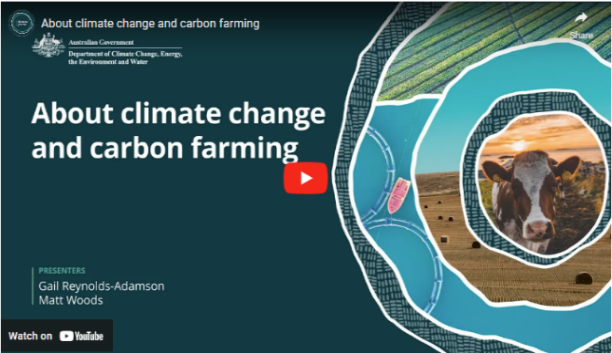 About climate change and carbon farming
Share
Australian Government
Department of Climate Change, Energy,
the Environment and Water
About climate change
and carbon farming
PRESENTERS
Gail Reynolds-Adamson
Matt Woods
Watch on YouTube